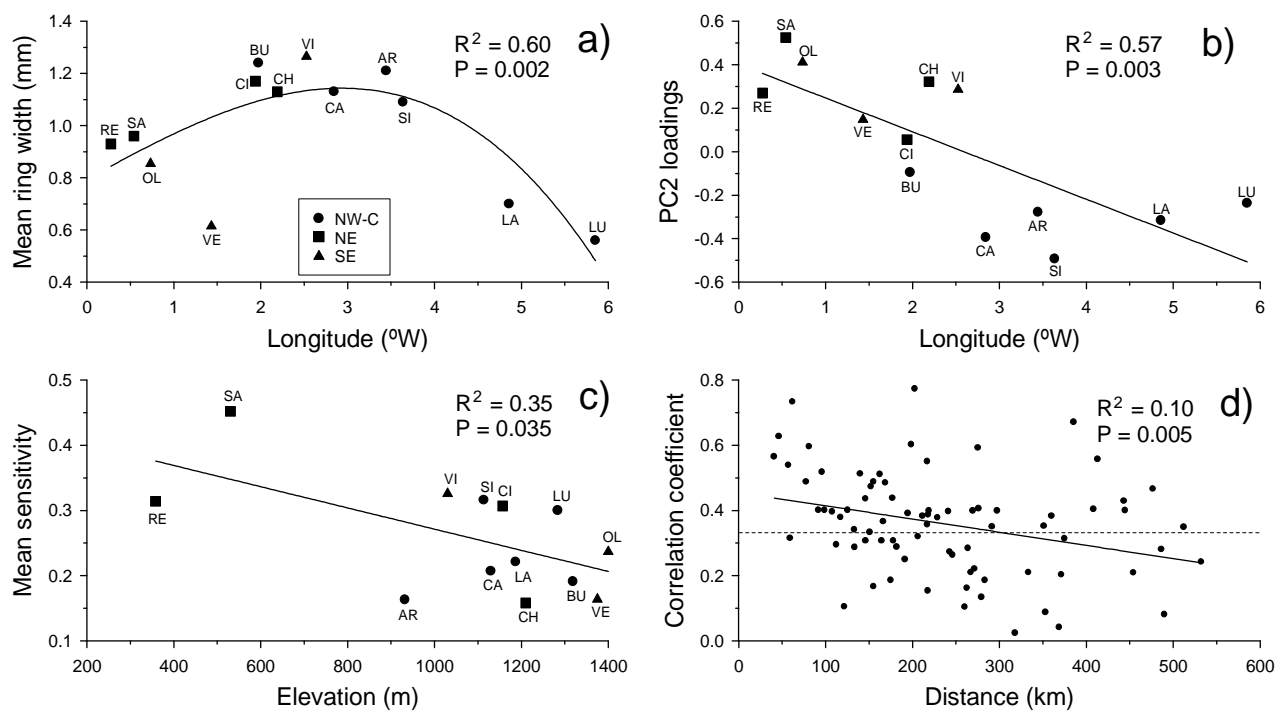 a)
R2 = 0.60
P = 0.002
Mean ring width (mm)
1.4
1.2
1.0
0.8
0.6
0.4
RE
SA
OL
VE
BU
CI
CH
VI
CA
AR
SI
LA
LU
NW-C
NE
SE
0 1 2 3 4 5 6
Longitude (ºW)
b)
R2 = 0.57
P = 0.003
PC2 loadings
0.6
0.4
0.2
0.0
-0.2
-0.4
-0.6
SA
OL
RE
VE
CH
VI
CI
BU
CA
AR
SI
LA
LU
0 1 2 3 4 5 6
Longitude (ºW)
c)
R2 = 0.35
P = 0.035
Mean sensitivity
0.5
0.4
0.3
0.2
0.1
SA
RE
VI
SI
CI
LU
OL
AR
CA
LA
CH
BU
VE
200 400 600 800 1000 1200 1400
Elevation (m)
d)
R2 = 0.10
P = 0.005
Correlation coefficient
0.8
0.6
0.4
0.2
0.0
0 100 200 300 400 500 600
Distance (km)